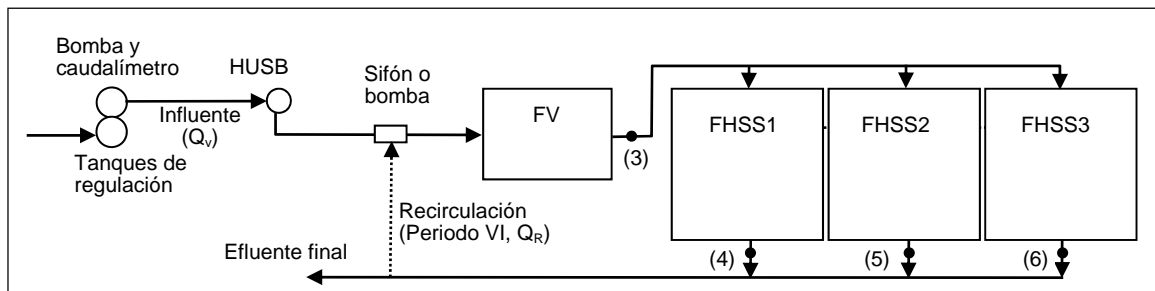 Bomba y
caudalímetro
HUSB
Influente
(Qv)
Tanques de
regulación
Sifón o
bomba
FV
(3)
FHSS1
FHSS2
FHSS3
Recirculación
(Periodo VI, QR)
Efluente final
(4)
(5)
(6)